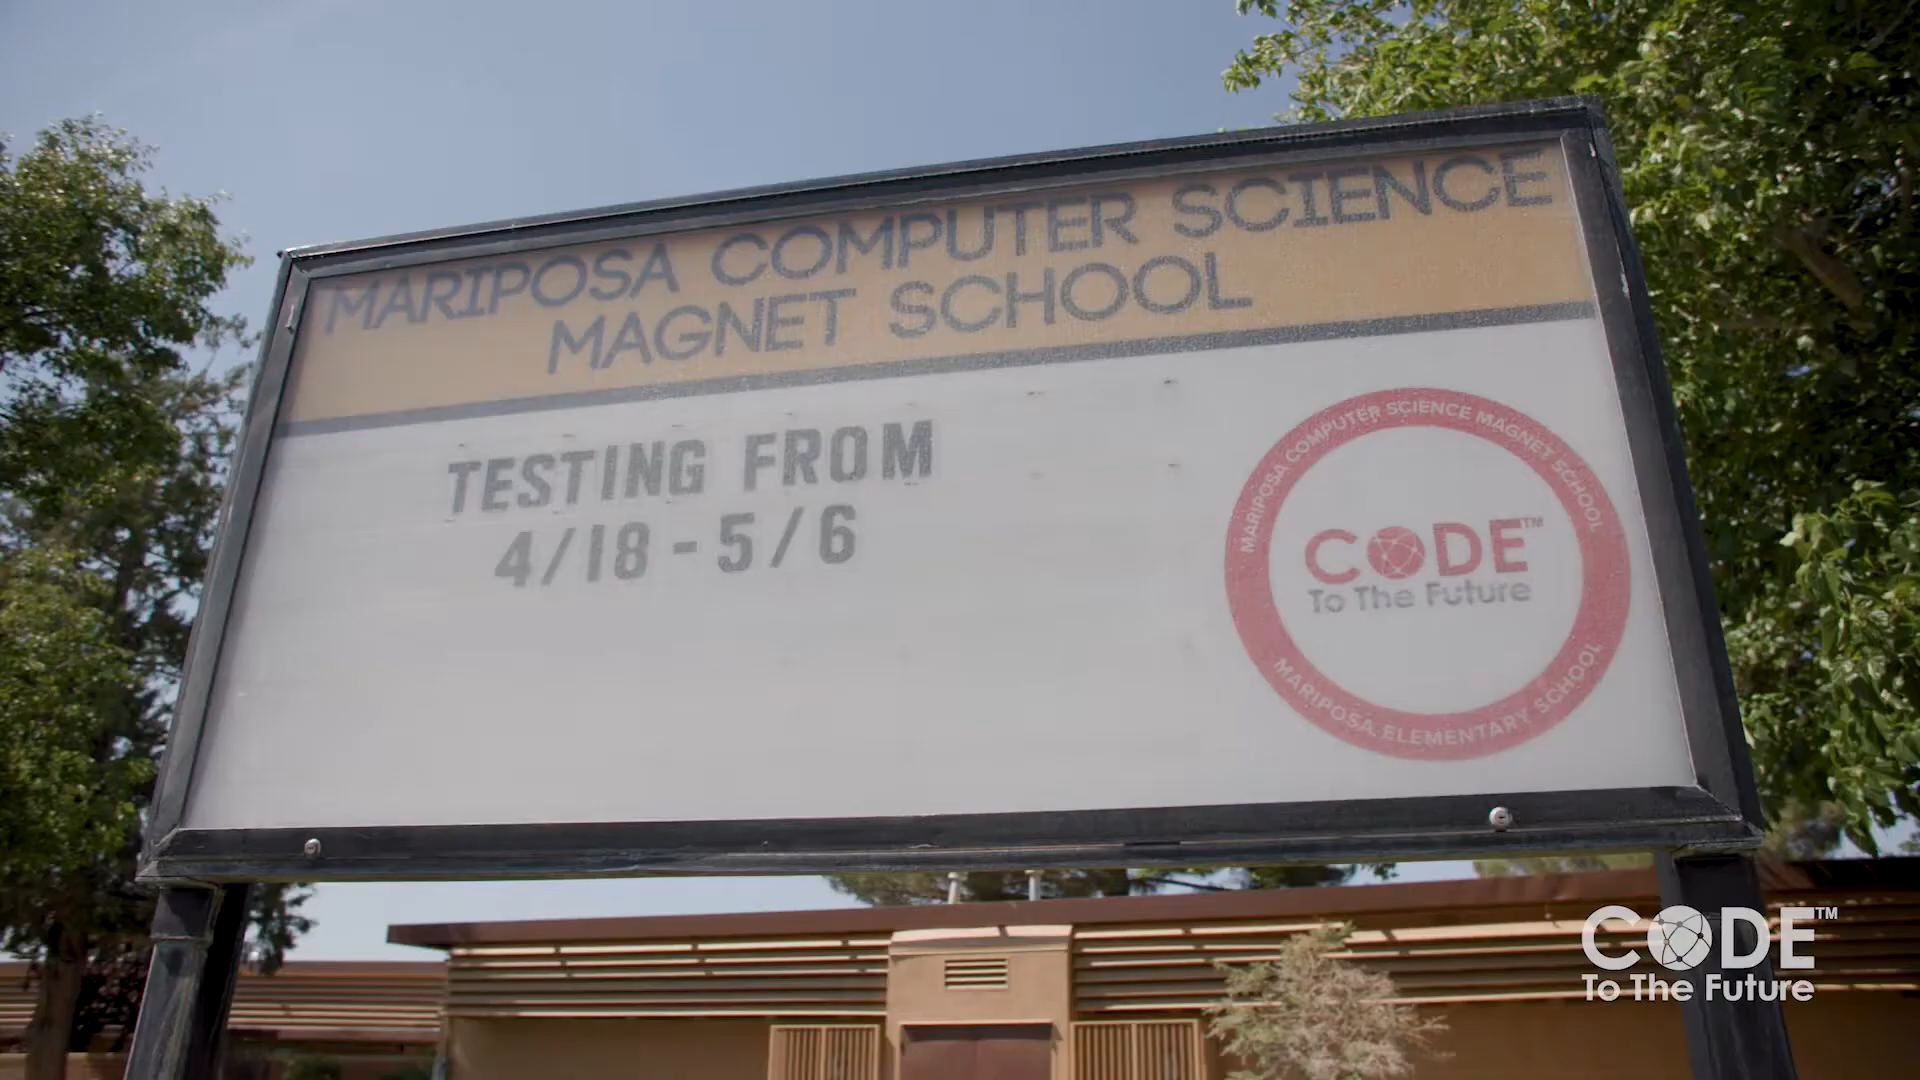 MARIPOSA COMPUTER SCIENCE
MAGNET SCHOOL
TESTING FROM
4/18-5/6
MARIPOSA COMPUTER SCIENCE MAGNET SCHOOL
CODE™
To The Future
MARIPOSA ELEMENTARY SCHOOL
CODE™
To The Future